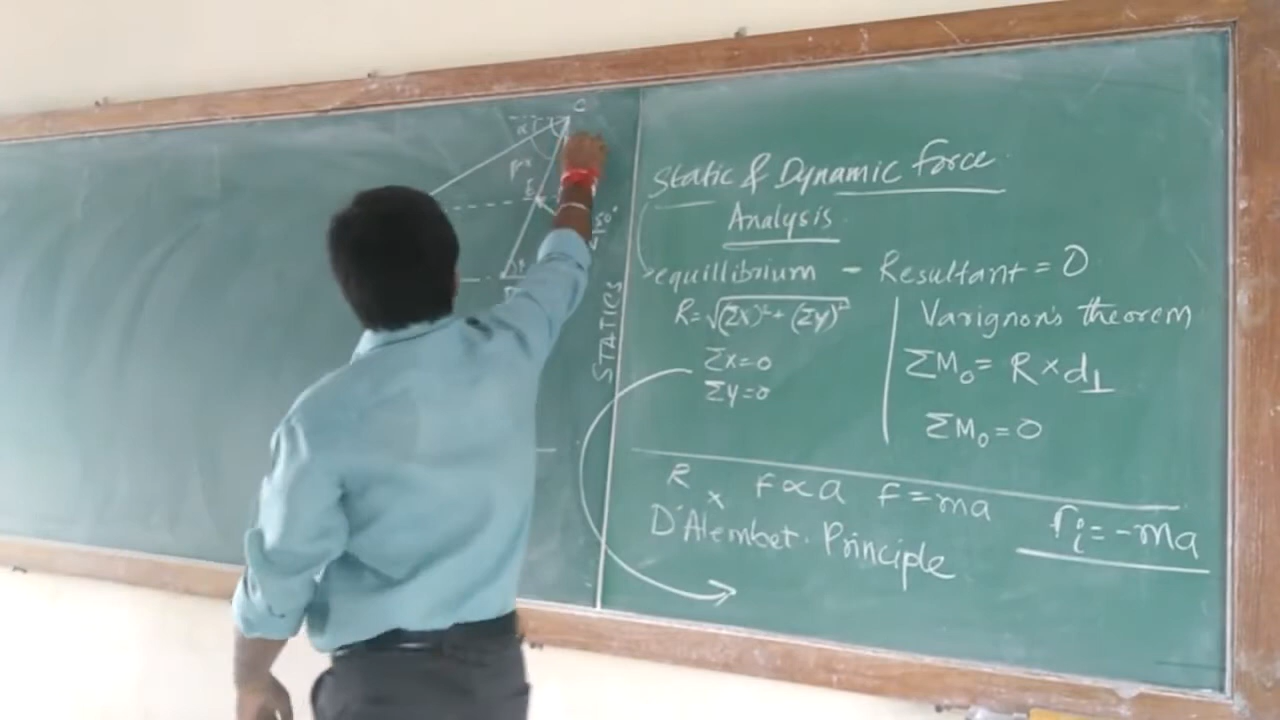 C
α
E
STATICS
Static & Dynamic force
Analysis
equillibrium - Resultant = 0
R = √(ΣX)² + (ΣY)²
Σx=0
Σy=0
Varignon's theorem
ΣM₀ = R × d⊥
ΣM₀ = 0
R x F ∝ a F = ma
D'Alembet. Principle
Fi = -ma